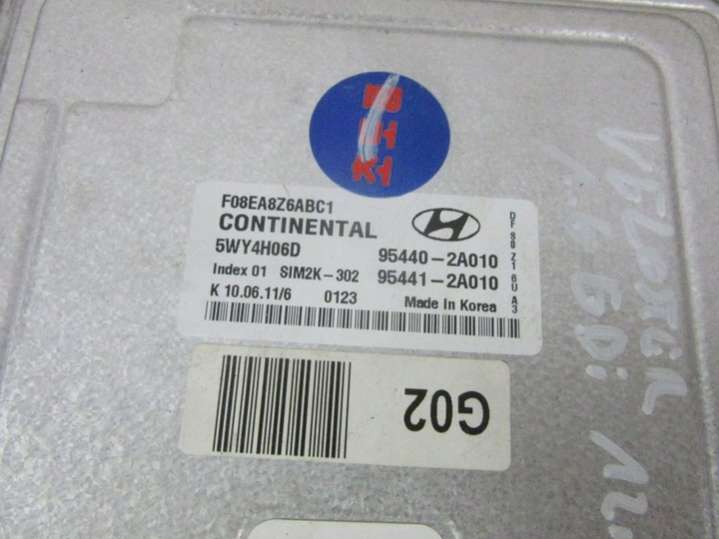 F08EA8Z6ABC1
CONTINENTAL
5WY4H06D
95440-2A010
Index 01 SIM2K-302
95441-2A010
K 10.06.11/6 0123
Made In Korea
G02
GDi